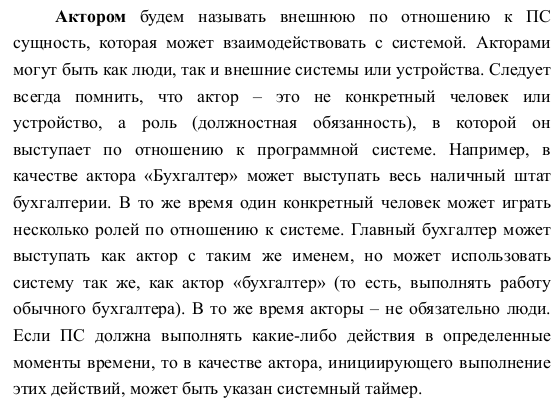 Актором будем называть внешнюю по отношению к ПС
сущность, которая может взаимодействовать с системой. Акторами
могут быть как люди, так и внешние системы или устройства. Следует
всегда помнить, что актор – это не конкретный человек или
устройство, а роль (должностная обязанность), в которой он
выступает по отношению к программной системе. Например, в
качестве актора «Бухгалтер» может выступать весь наличный штат
бухгалтерии. В то же время один конкретный человек может играть
несколько ролей по отношению к системе. Главный бухгалтер может
выступать как актор с таким же именем, но может использовать
систему так же, как актор «бухгалтер» (то есть, выполнять работу
обычного бухгалтера). В то же время акторы – не обязательно люди.
Если ПС должна выполнять какие-либо действия в определенные
моменты времени, то в качестве актора, инициирующего выполнение
этих действий, может быть указан системный таймер.